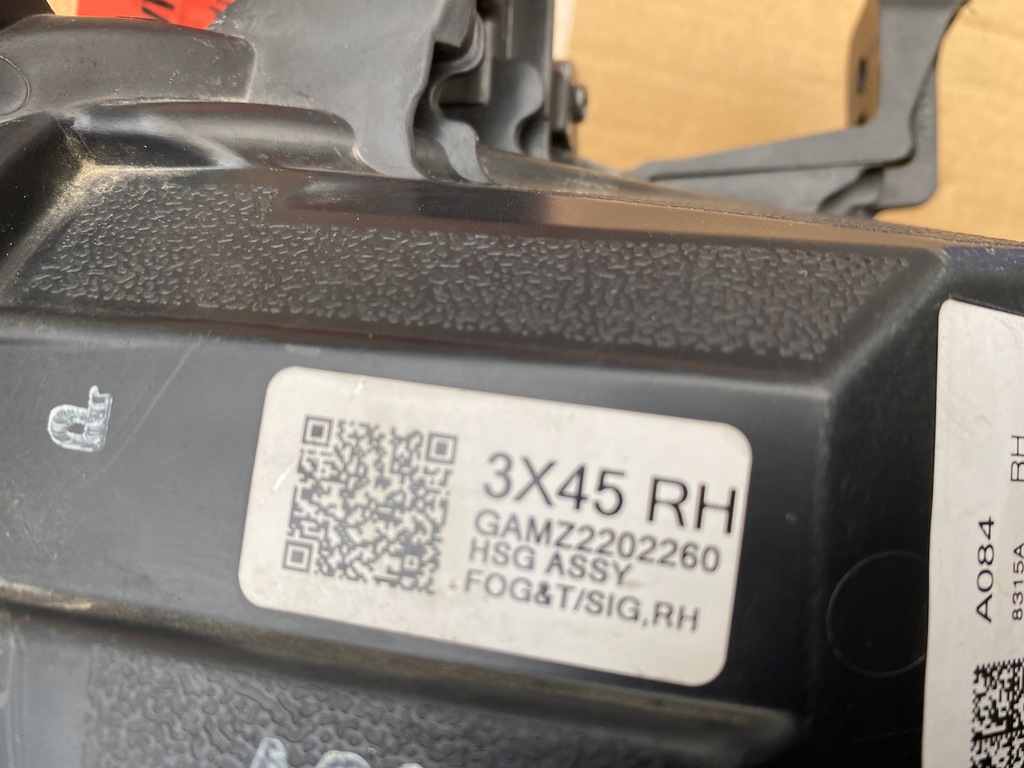 3X45 RH
GAMZ2202260
HSG ASSY
FOG&T/SIG,RH
A084
8315A RH